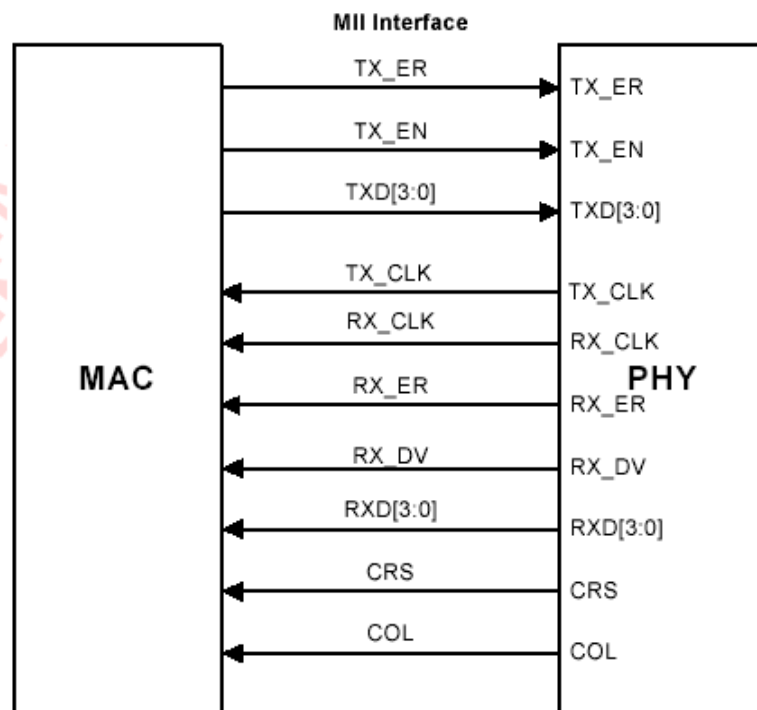 MII Interface
TX_ER
TX_ER
TX_EN
TX_EN
TXD[3:0]
TXD[3:0]
TX_CLK
TX_CLK
RX_CLK
RX_CLK
MAC
PHY
RX_ER
RX_ER
RX_DV
RX_DV
RXD[3:0]
RXD[3:0]
CRS
CRS
COL
COL